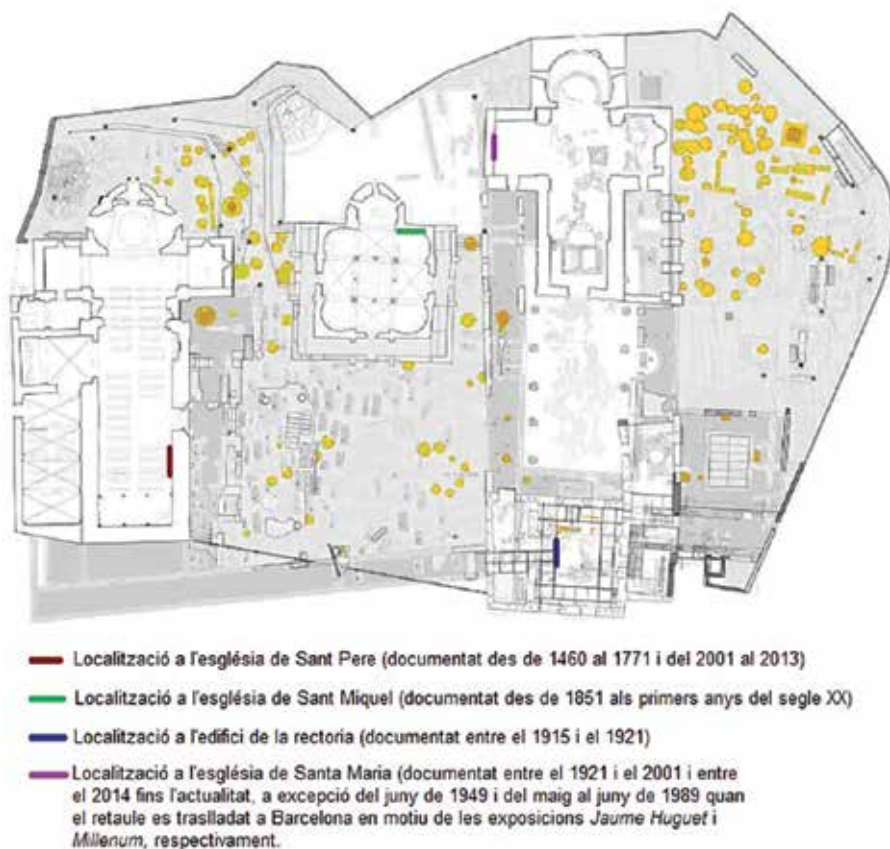 Localització a l'església de Sant Pere (documentat des de 1460 al 1771 i del 2001 al 2013)
Localització a l'església de Sant Miquel (documentat des de 1851 als primers anys del segle XX)
Localització a l'edifici de la rectoria (documentat entre el 1915 i el 1921)
Localització a l'església de Santa Maria (documentat entre el 1921 i el 2001 i entre
el 2014 fins l'actualitat, a excepció del juny de 1949 i del maig al juny de 1989 quan
el retaule es traslladat a Barcelona en motiu de les exposicions Jaume Huguet i
Millenum, respectivament.